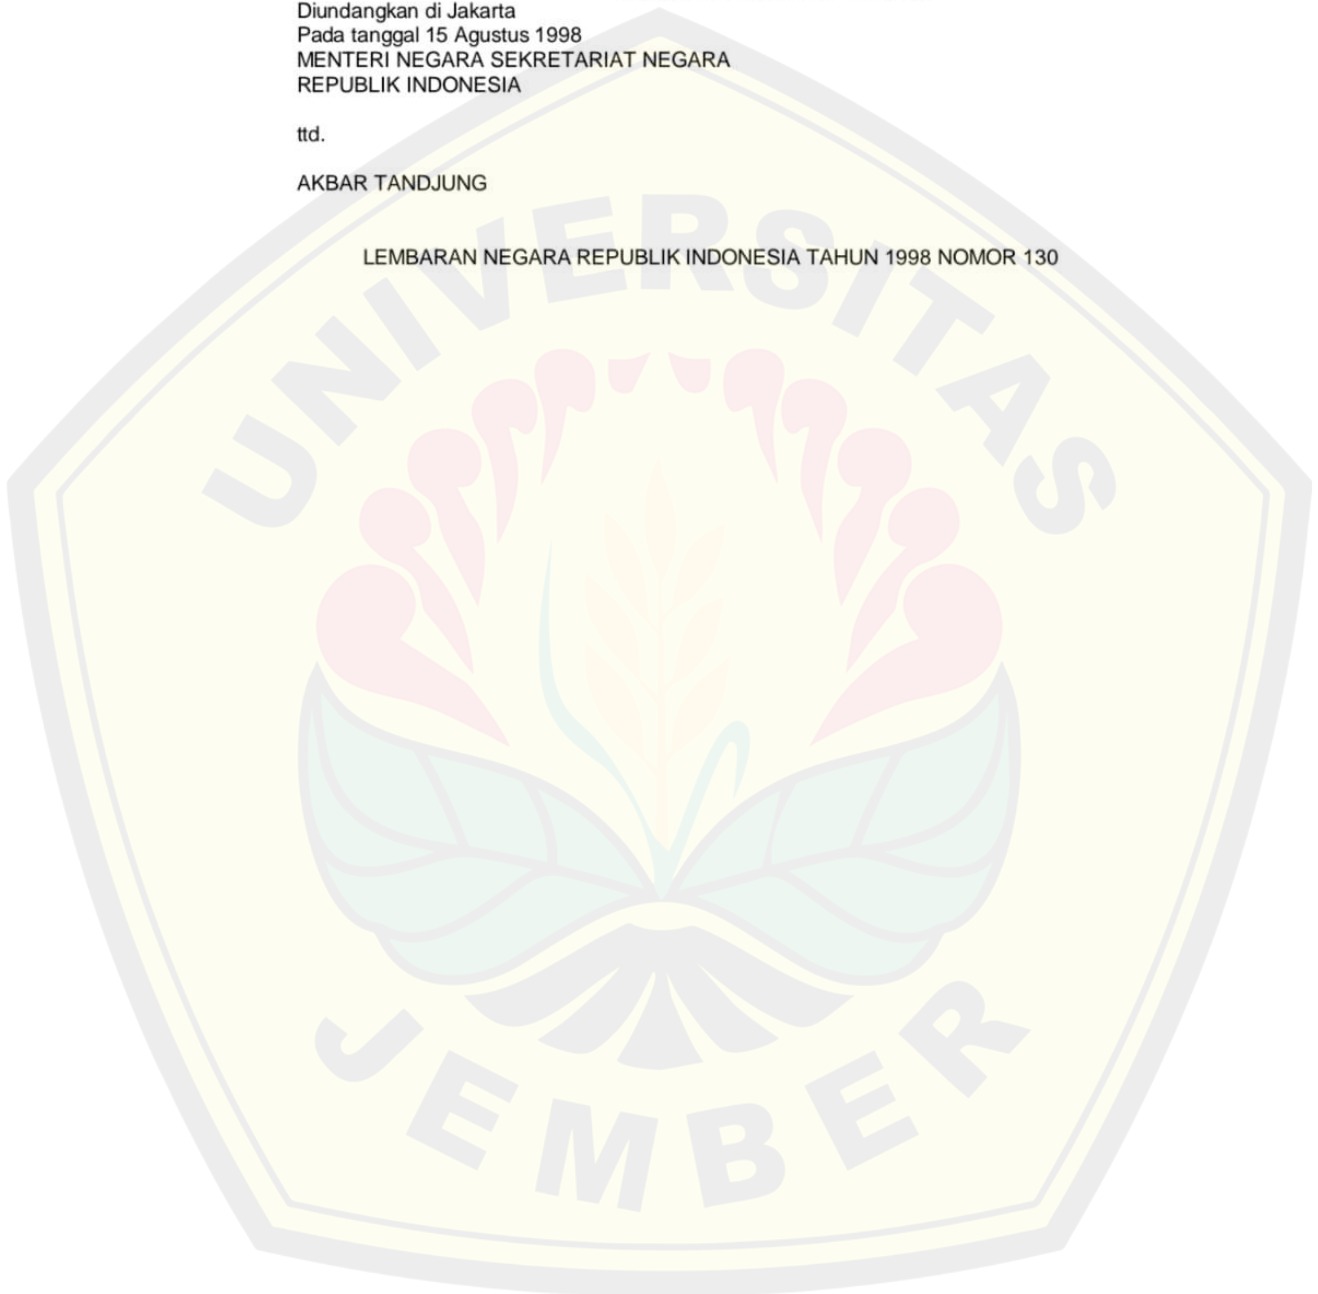 Diundangkan di Jakarta
Pada tanggal 15 Agustus 1998
MENTERI NEGARA SEKRETARIAT NEGARA
REPUBLIK INDONESIA
ttd.
AKBAR TANDJUNG
LEMBARAN NEGARA REPUBLIK INDONESIA TAHUN 1998 NOMOR 130
UNIVERSITAS
JEMBER